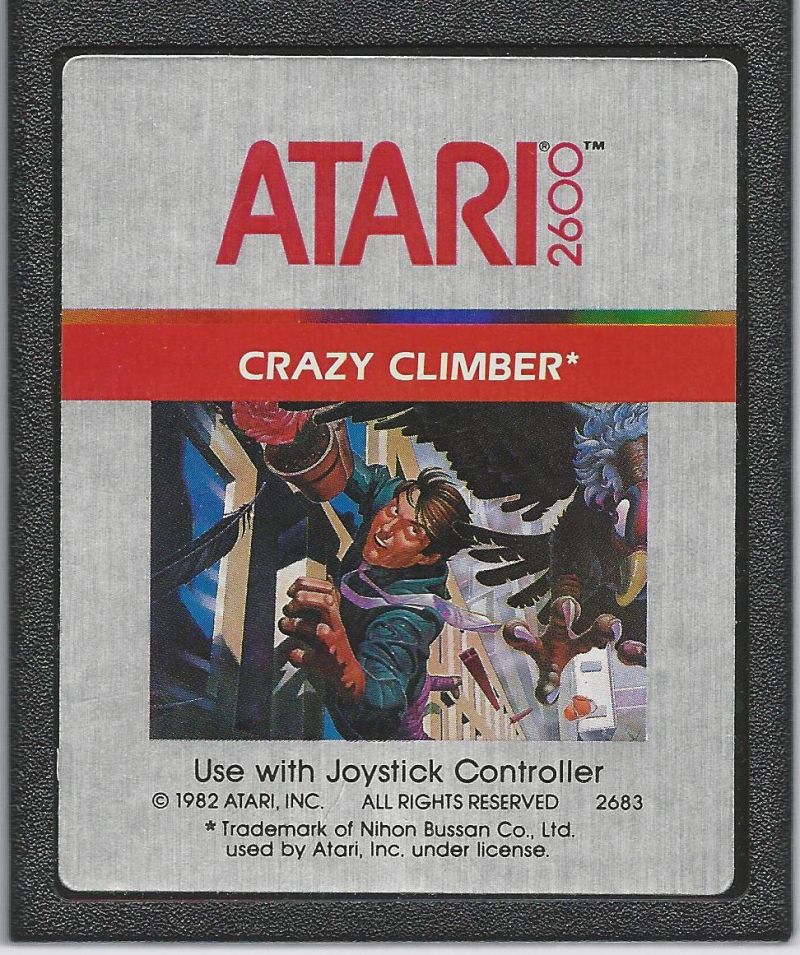 ATARI® 2600™
CRAZY CLIMBER*
Use with Joystick Controller
© 1982 ATARI, INC. ALL RIGHTS RESERVED 2683
* Trademark of Nihon Bussan Co., Ltd.
used by Atari, Inc. under license.